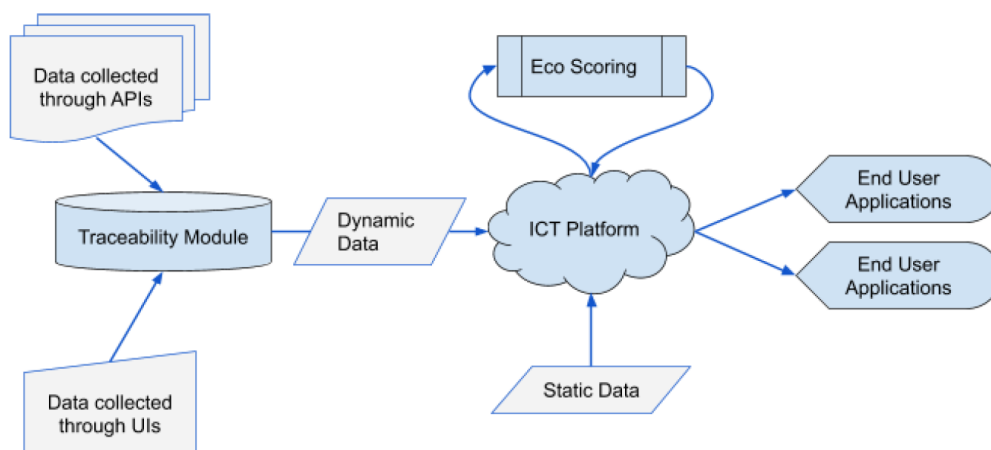 Data collected
through APIs
Eco Scoring
Traceability Module
Dynamic
Data
ICT Platform
End User
Applications
End User
Applications
Static Data
Data collected
through UIs